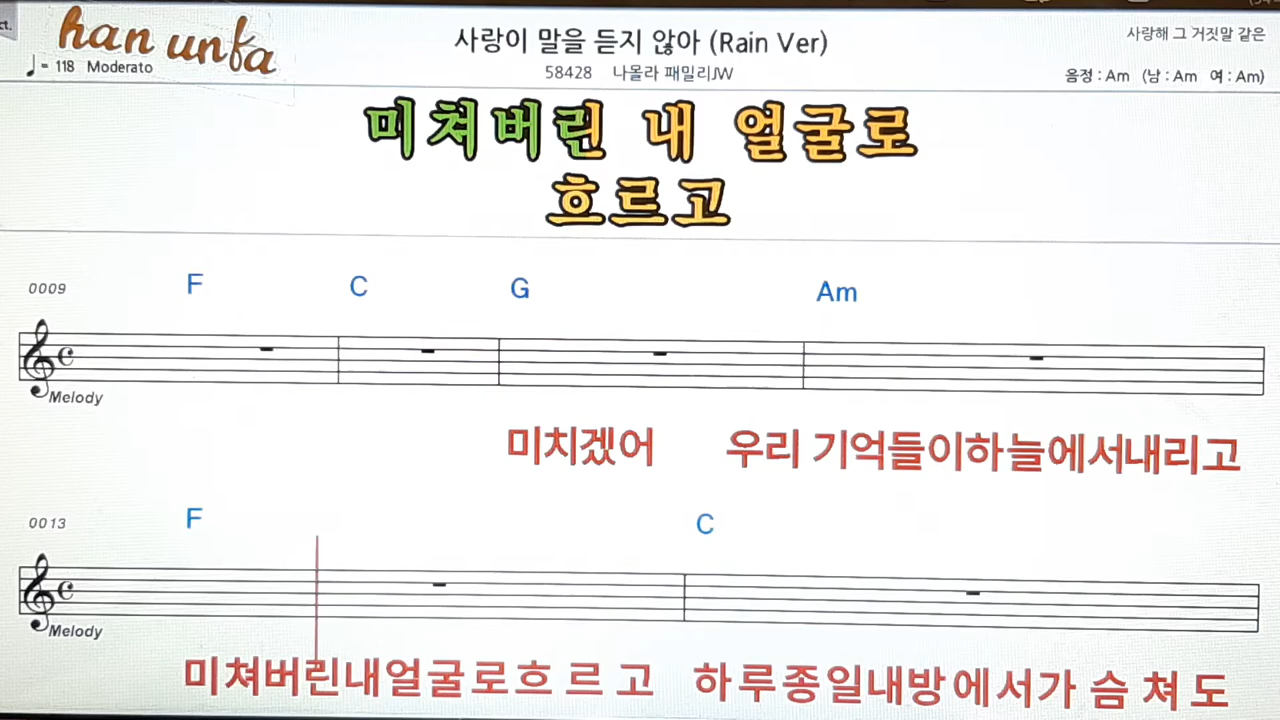 ct.
han unfa
♩= 118 Moderato
사랑이 말을 듣지 않아 (Rain Ver)
58428 나몰라 패밀리JW
사랑해 그 거짓말 같은
음정 : Am (남 : Am 여 : Am)
미쳐버린 내 얼굴로
흐르고
0009 F C G Am
Melody
미치겠어 우리 기억들이하늘에서내리고
0013 F C
Melody
미쳐버린내얼굴로흐 르 고 하루종일내방에서가 슴 쳐 도